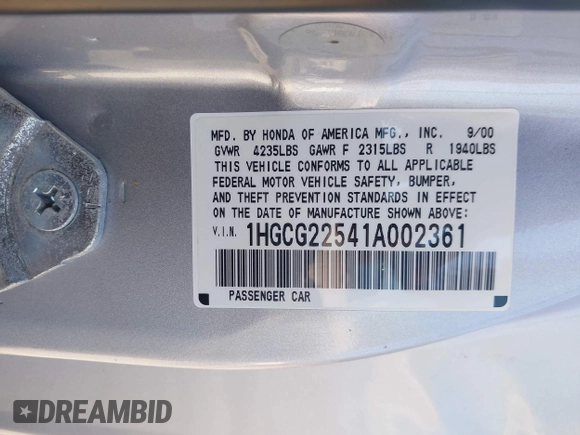 MFD. BY HONDA OF AMERICA MFG., INC. 9/00
GVWR 4235LBS GAWR F 2315LBS R 1940LBS
THIS VEHICLE CONFORMS TO ALL APPLICABLE
FEDERAL MOTOR VEHICLE SAFETY, BUMPER,
AND THEFT PREVENTION STANDARDS IN EFFECT
ON THE DATE OF MANUFACTURE SHOWN ABOVE:
V.I.N. 1HGCG22541A002361
PASSENGER CAR
DREAMBID